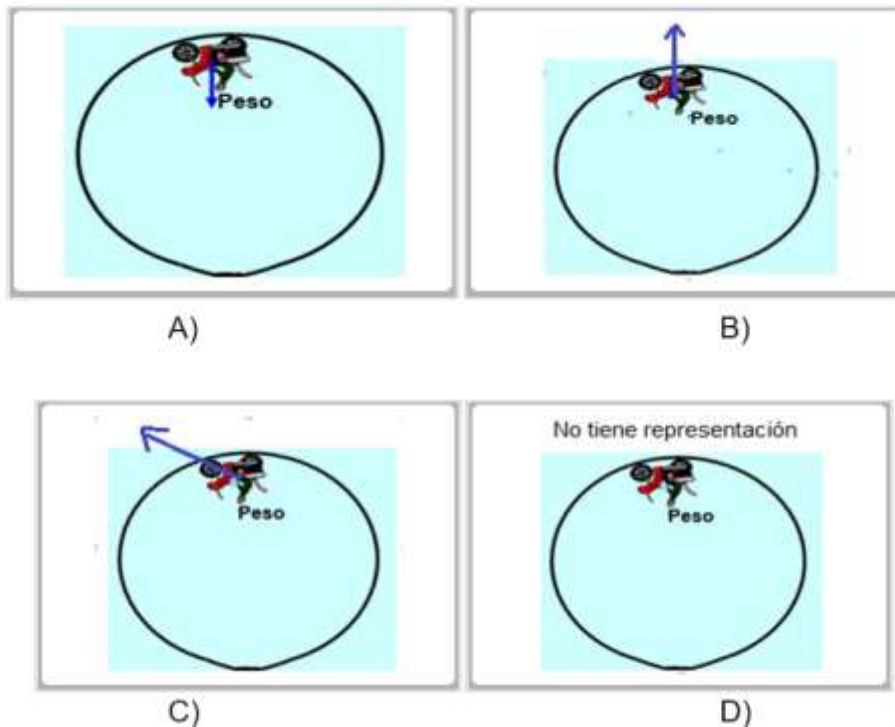 Peso
Peso
A)
B)
No tiene representación
Peso
Peso
C)
D)